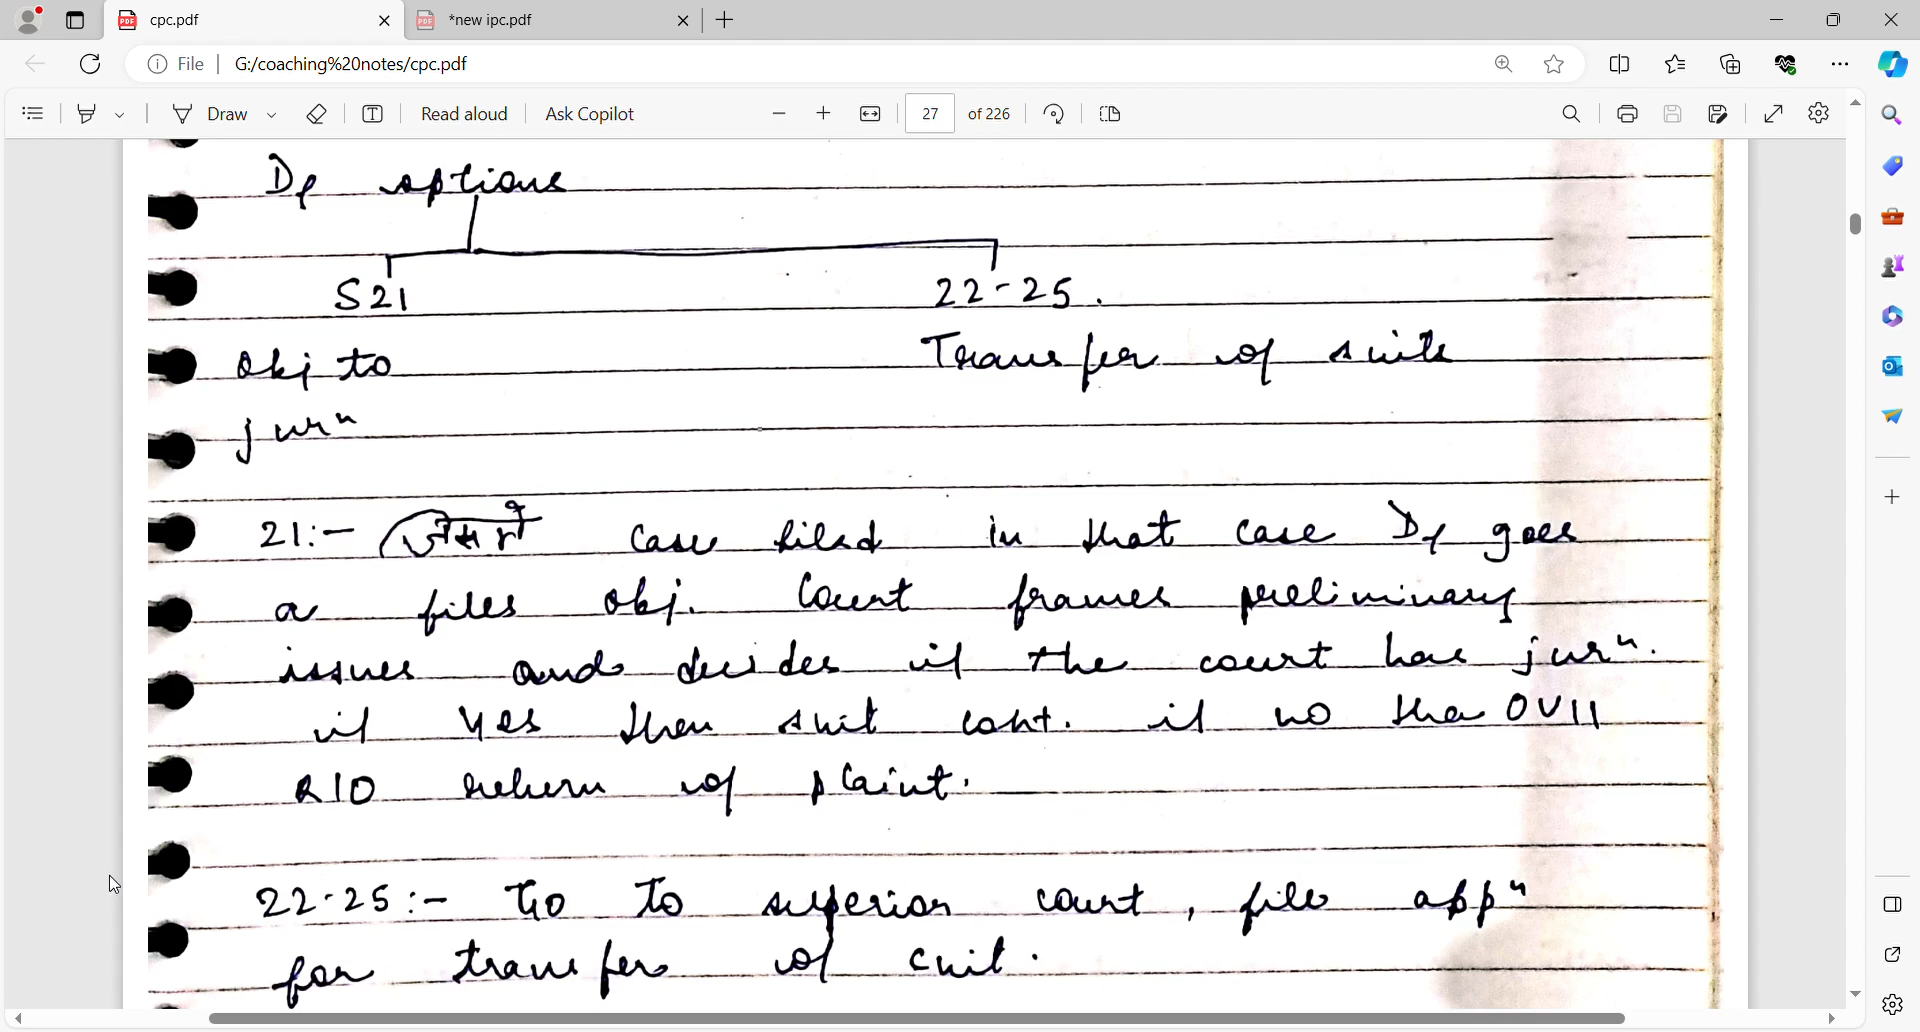 cpc.pdf
*new ipc.pdf
File
G:/coaching%20notes/cpc.pdf
Draw
Read aloud
Ask Copilot
27
of 226
Df options
S21
22-25.
Obj to
Transfer of suits
jurⁿ
21:- जिसमें case filed in that case Df goes
a files obj. Court frames preliminary
issues and decides if the court has jurⁿ.
if Yes then suit cont. if no the OVII
R10 return of plaint.
22-25:- Go to superior court, file appⁿ
for transfer of suit.